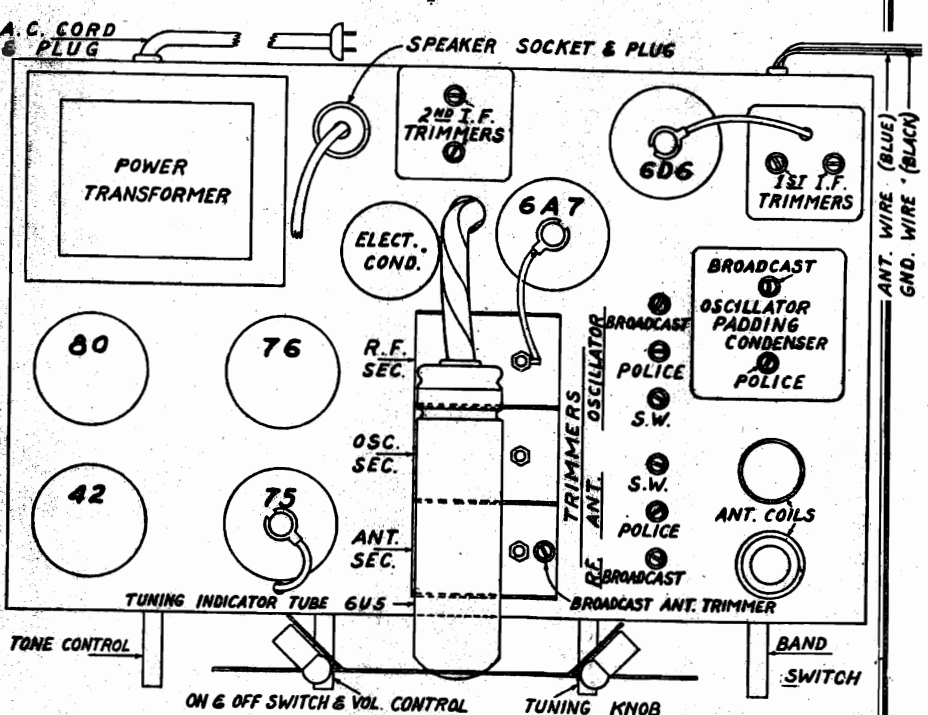 A.C. CORD
& PLUG
SPEAKER SOCKET & PLUG
2ND I.F.
TRIMMERS
6D6
1ST I.F.
TRIMMERS
ANT. WIRE (BLUE)
GND. WIRE " (BLACK)
POWER
TRANSFORMER
ELECT.
COND.
6A7
BROADCAST
OSCILLATOR
PADDING
CONDENSER
POLICE
80
76
R.F.
SEC.
TRIMMERS
OSCILLATOR
BROADCAST
POLICE
S.W.
42
75
OSC.
SEC.
ANT.
S.W.
POLICE
ANT. COILS
ANT.
SEC.
R.F.
BROADCAST
TUNING INDICATOR TUBE 6U5
BROADCAST ANT. TRIMMER
TONE CONTROL
BAND
SWITCH
ON & OFF SWITCH & VOL. CONTROL
TUNING KNOB